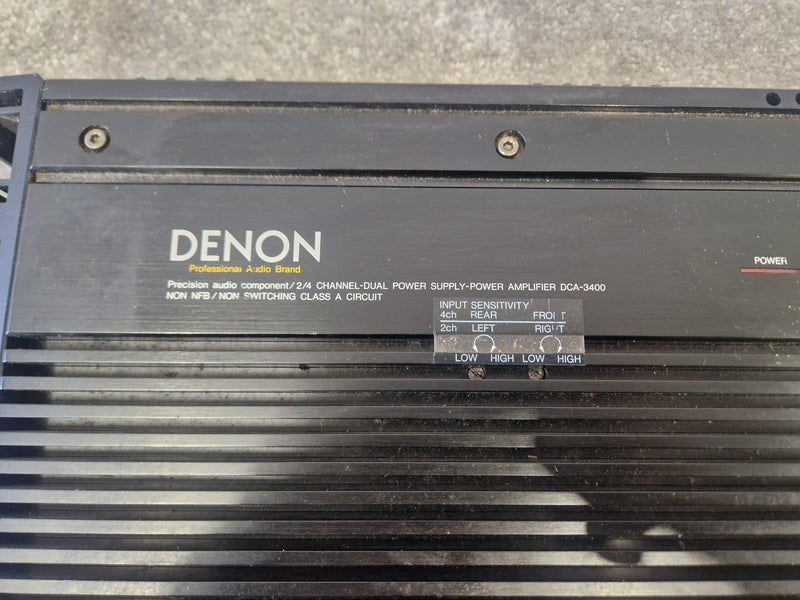 DENON
Professional Audio Brand
Precision audio component/2/4 CHANNEL-DUAL POWER SUPPLY-POWER AMPLIFIER DCA-3400
NON NFB/NON SWITCHING CLASS A CIRCUIT
POWER
INPUT SENSITIVITY
4ch REAR FRONT
2ch LEFT RIGHT
LOW HIGH LOW HIGH